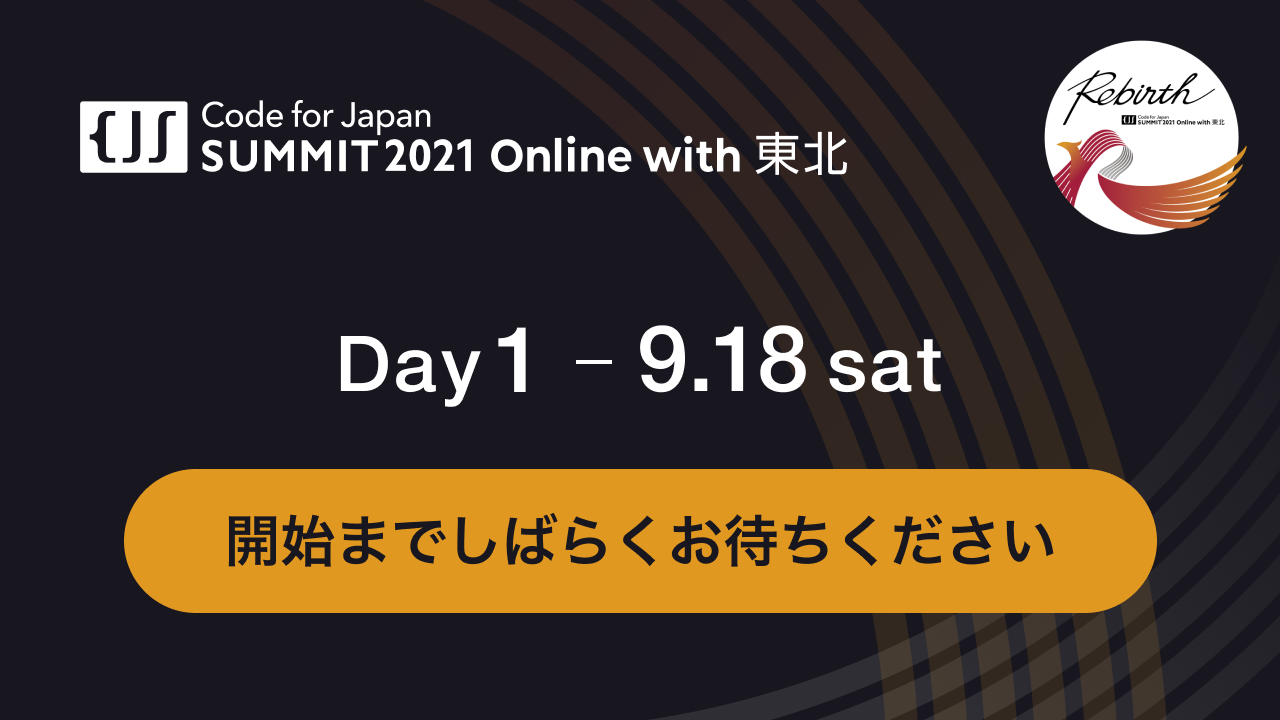 Code for Japan
SUMMIT 2021 Online with 東北
Rebirth
Code for Japan
SUMMIT 2021 Online with 東北
Day 1 – 9.18 sat
開始までしばらくお待ちください